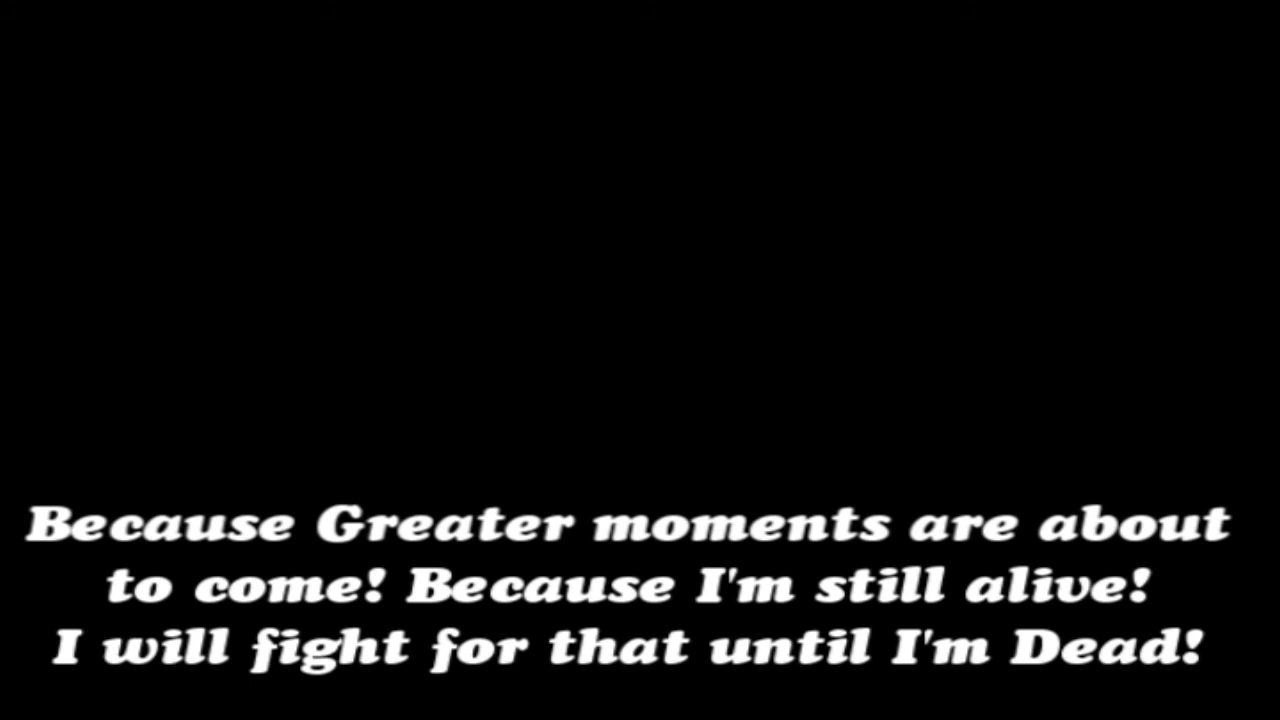 Because Greater moments are about
to come! Because I'm still alive!
I will fight for that until I'm Dead!